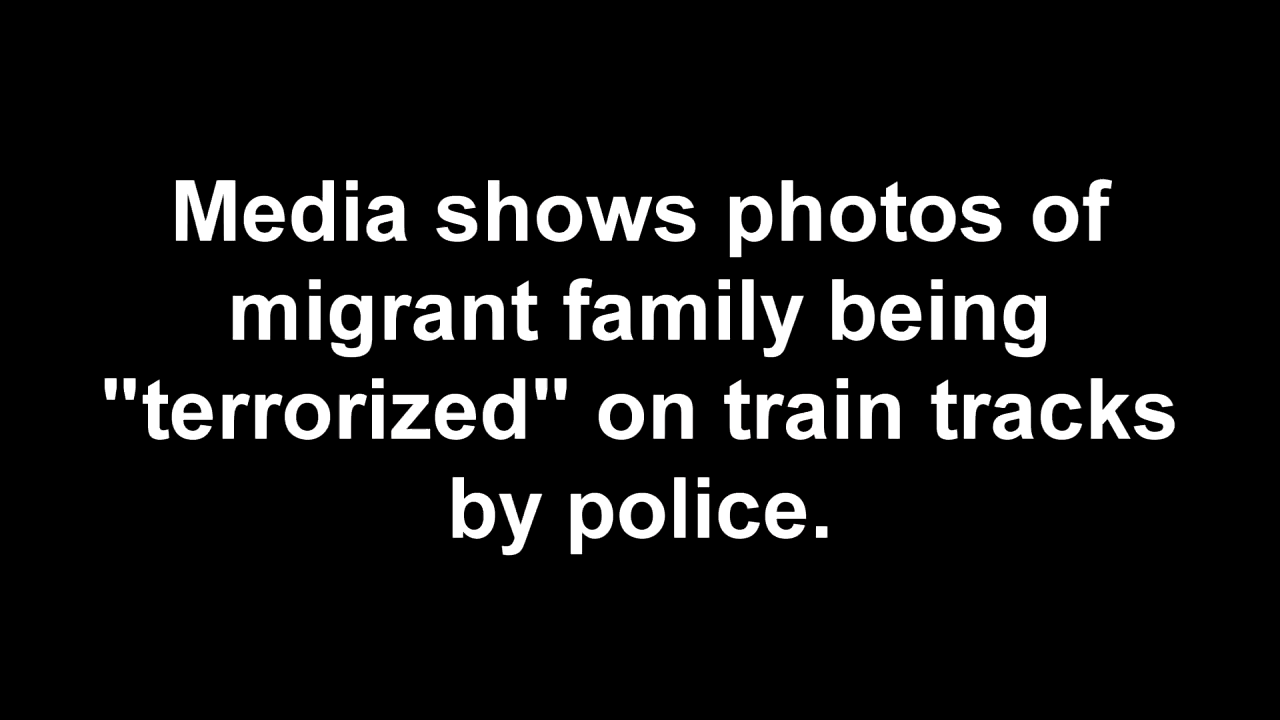 Media shows photos of
migrant family being
"terrorized" on train tracks
by police.